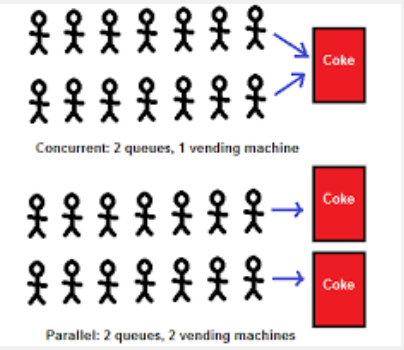 Coke
Concurrent: 2 queues, 1 vending machine
Coke
Coke
Parallel: 2 queues, 2 vending machines